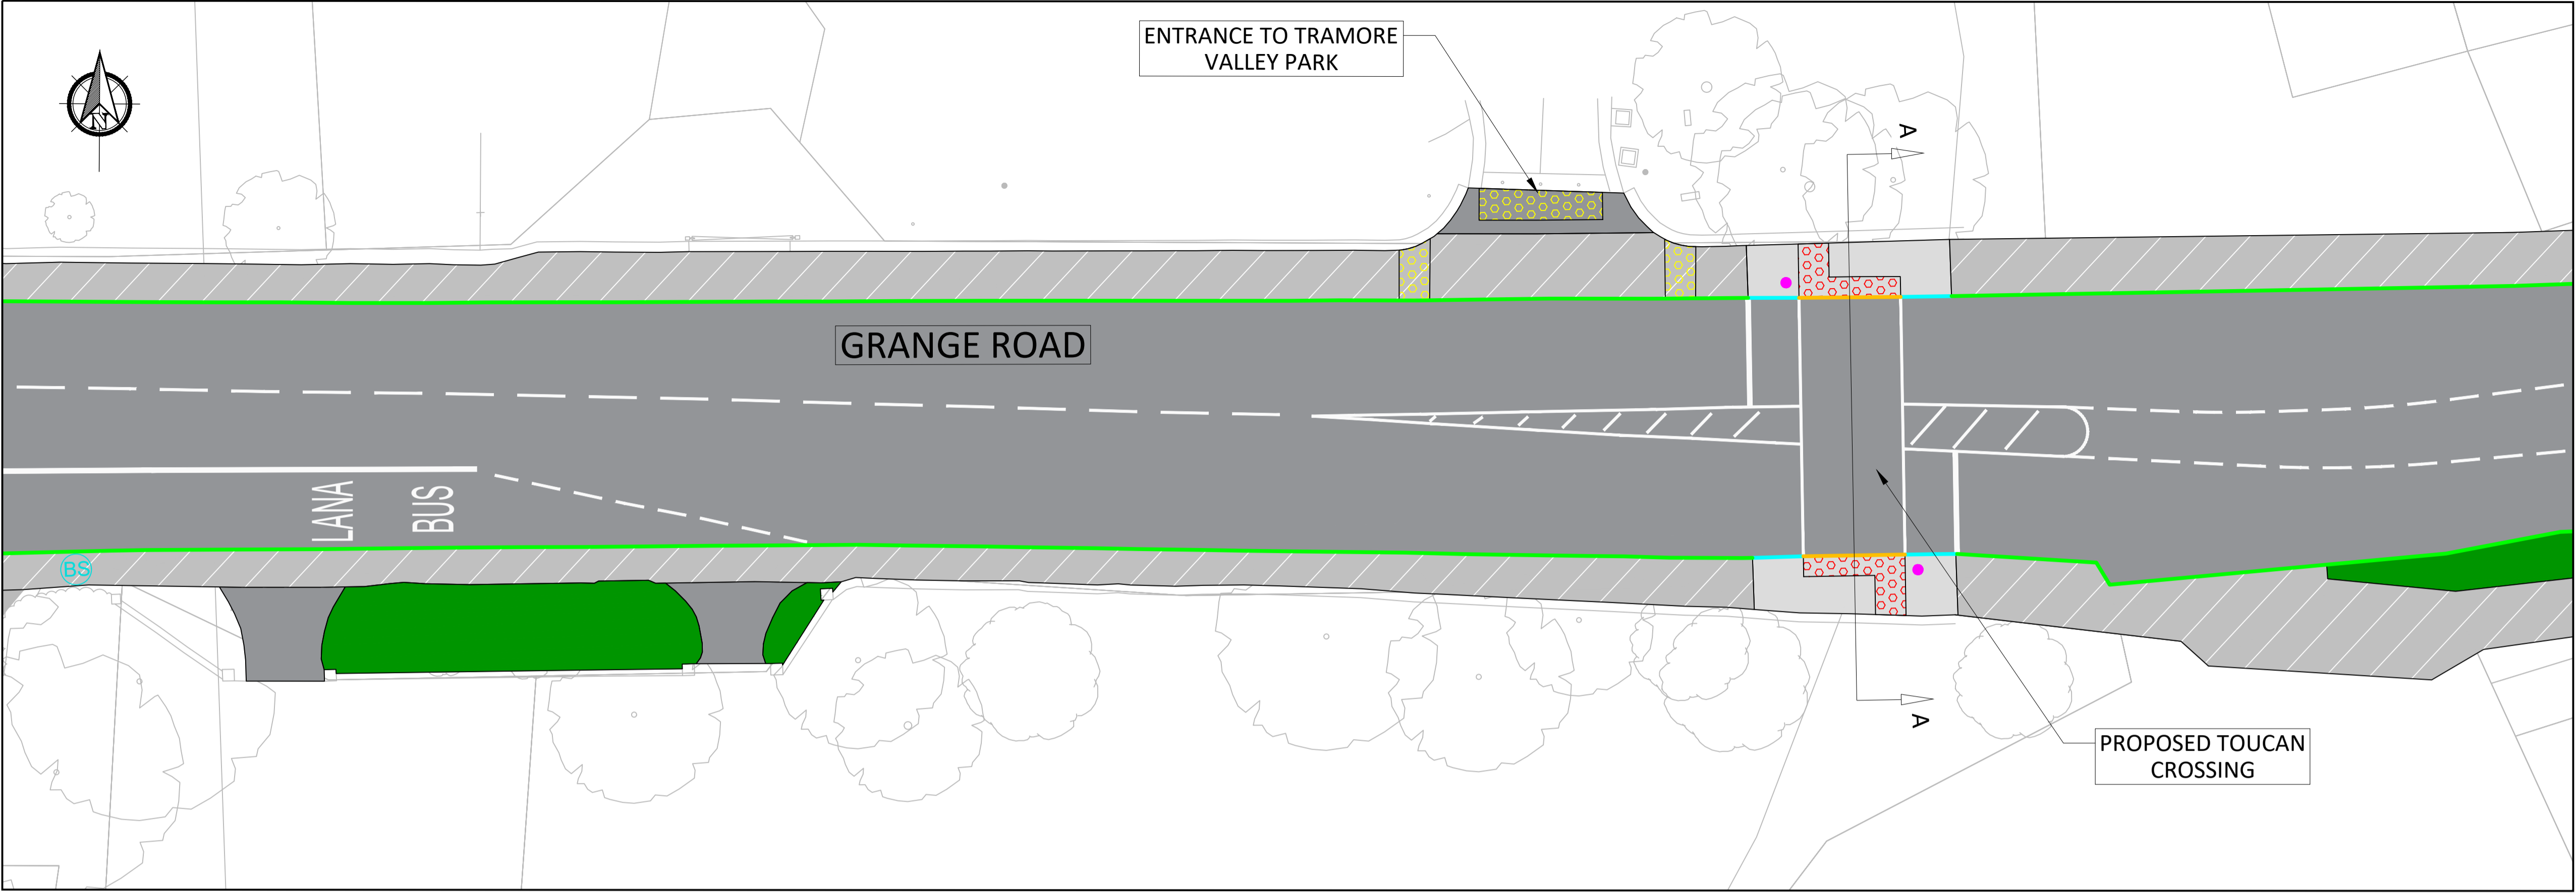 ENTRANCE TO TRAMORE
VALLEY PARK
N
A
GRANGE ROAD
LANA
BUS
BS
A
PROPOSED TOUCAN
CROSSING